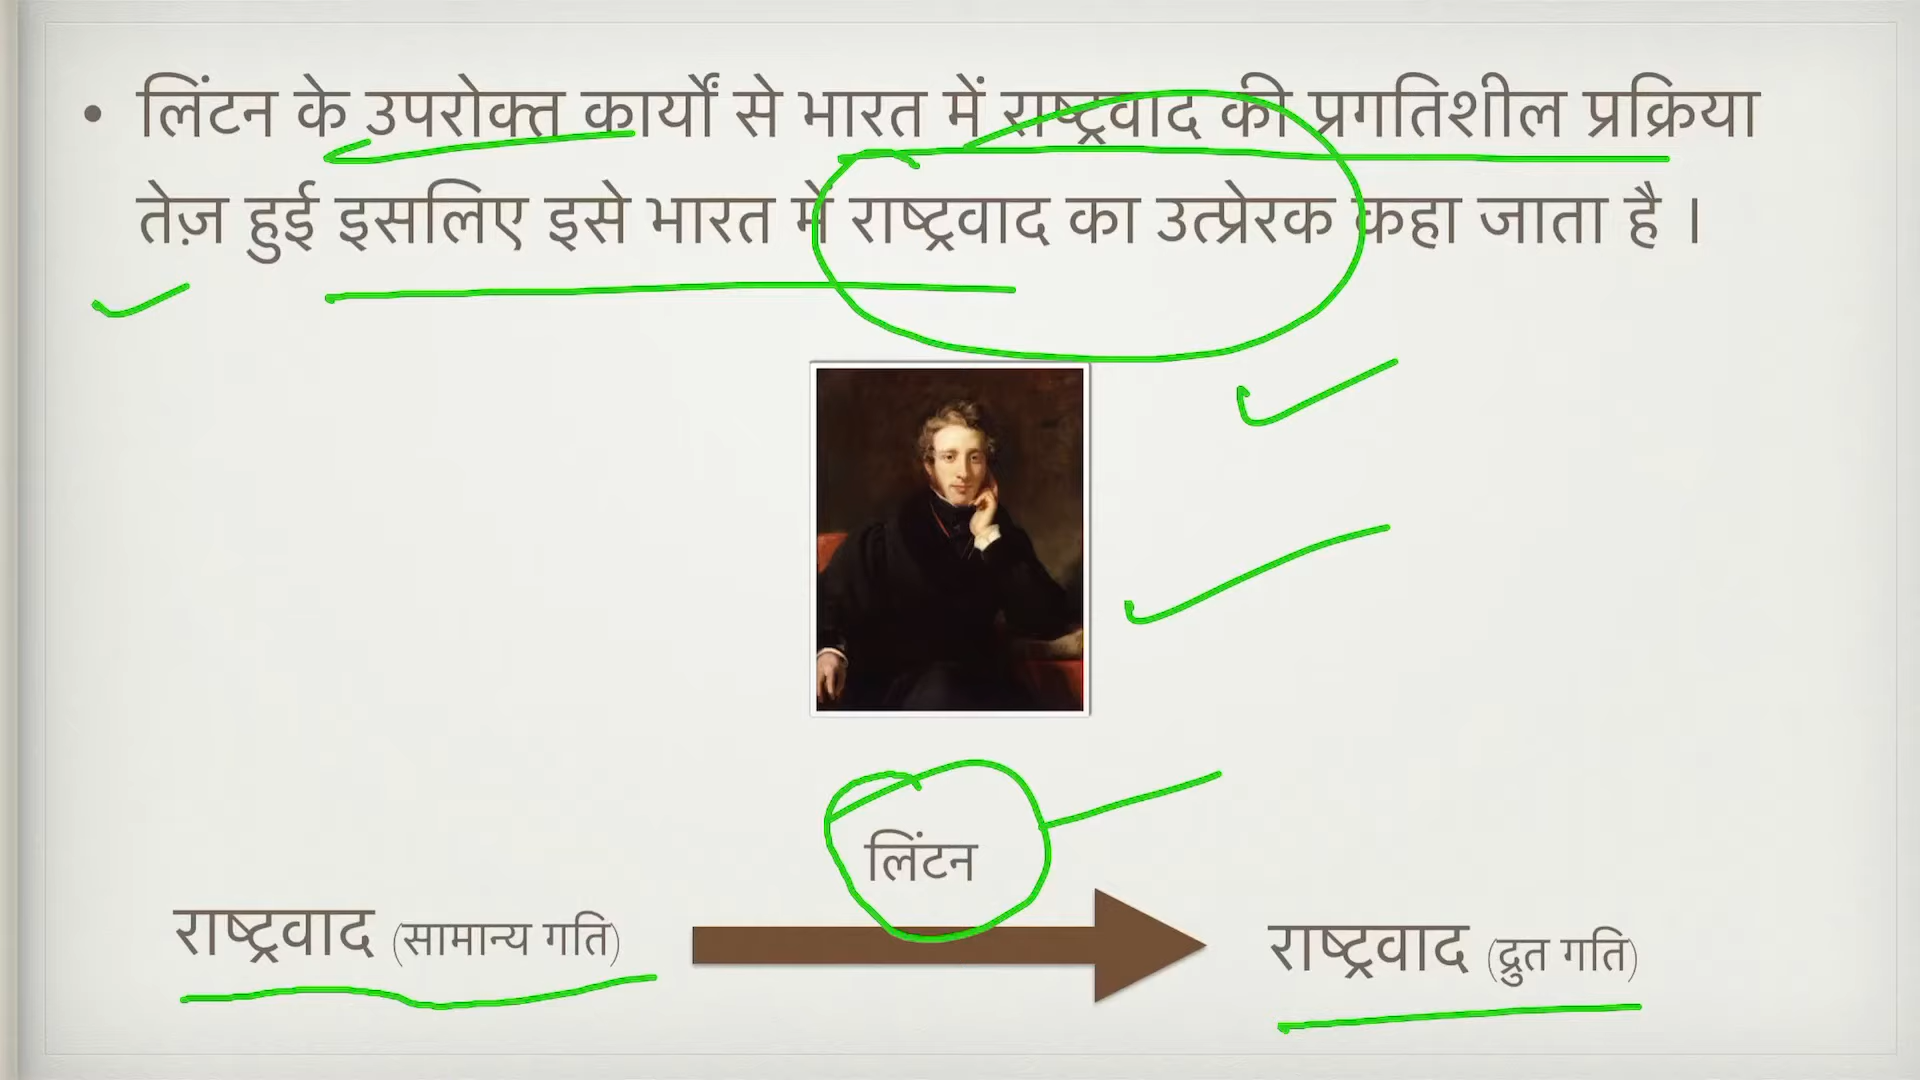 • लिंटन के उपरोक्त कार्यों से भारत में राष्ट्रवाद की प्रगतिशील प्रक्रिया
तेज़ हुई इसलिए इसे भारत में राष्ट्रवाद का उत्प्रेरक कहा जाता है ।
लिंटन
राष्ट्रवाद (सामान्य गति)
राष्ट्रवाद (द्रुत गति)